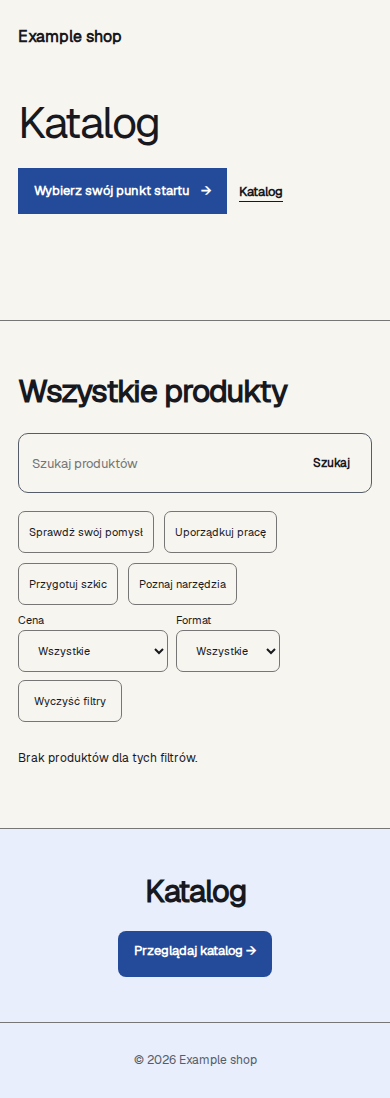 Example shop
Katalog
Wybierz swój punkt startu →
Katalog
Wszystkie produkty
Szukaj produktów
Szukaj
Sprawdź swój pomysł
Uporządkuj pracę
Przygotuj szkic
Poznaj narzędzia
Cena
Format
Wszystkie
Wszystkie
Wyczyść filtry
Brak produktów dla tych filtrów.
Katalog
Przeglądaj katalog →
© 2026 Example shop